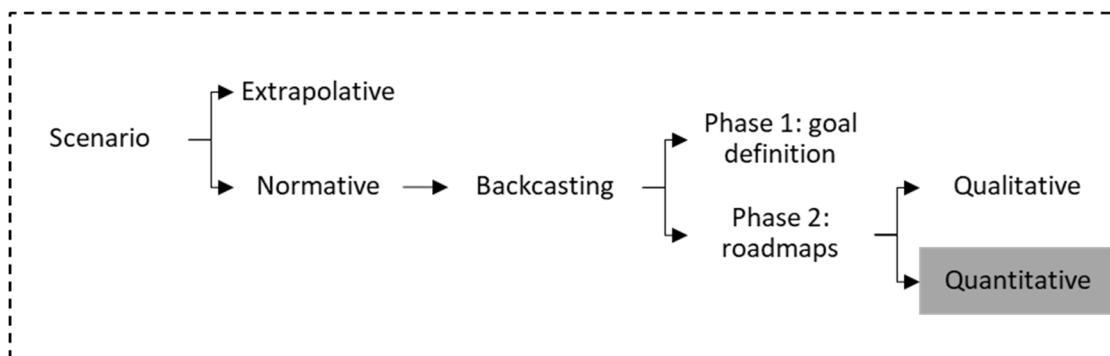 Scenario
Extrapolative
Normative
Backcasting
Phase 1: goal
definition
Phase 2:
roadmaps
Qualitative
Quantitative